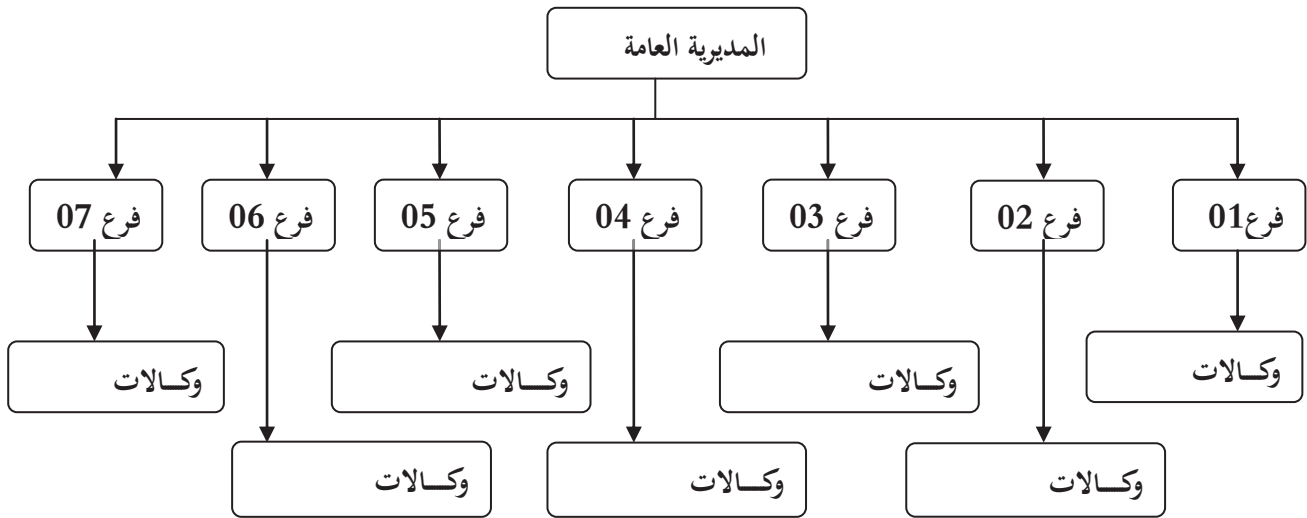 المديرية العامة
فرع01
فرع 02
فرع 03
فرع 04
فرع 05
فرع 06
فرع 07
وكـالات
وكـالات
وكـالات
وكـالات
وكـالات
وكـالات
وكـالات